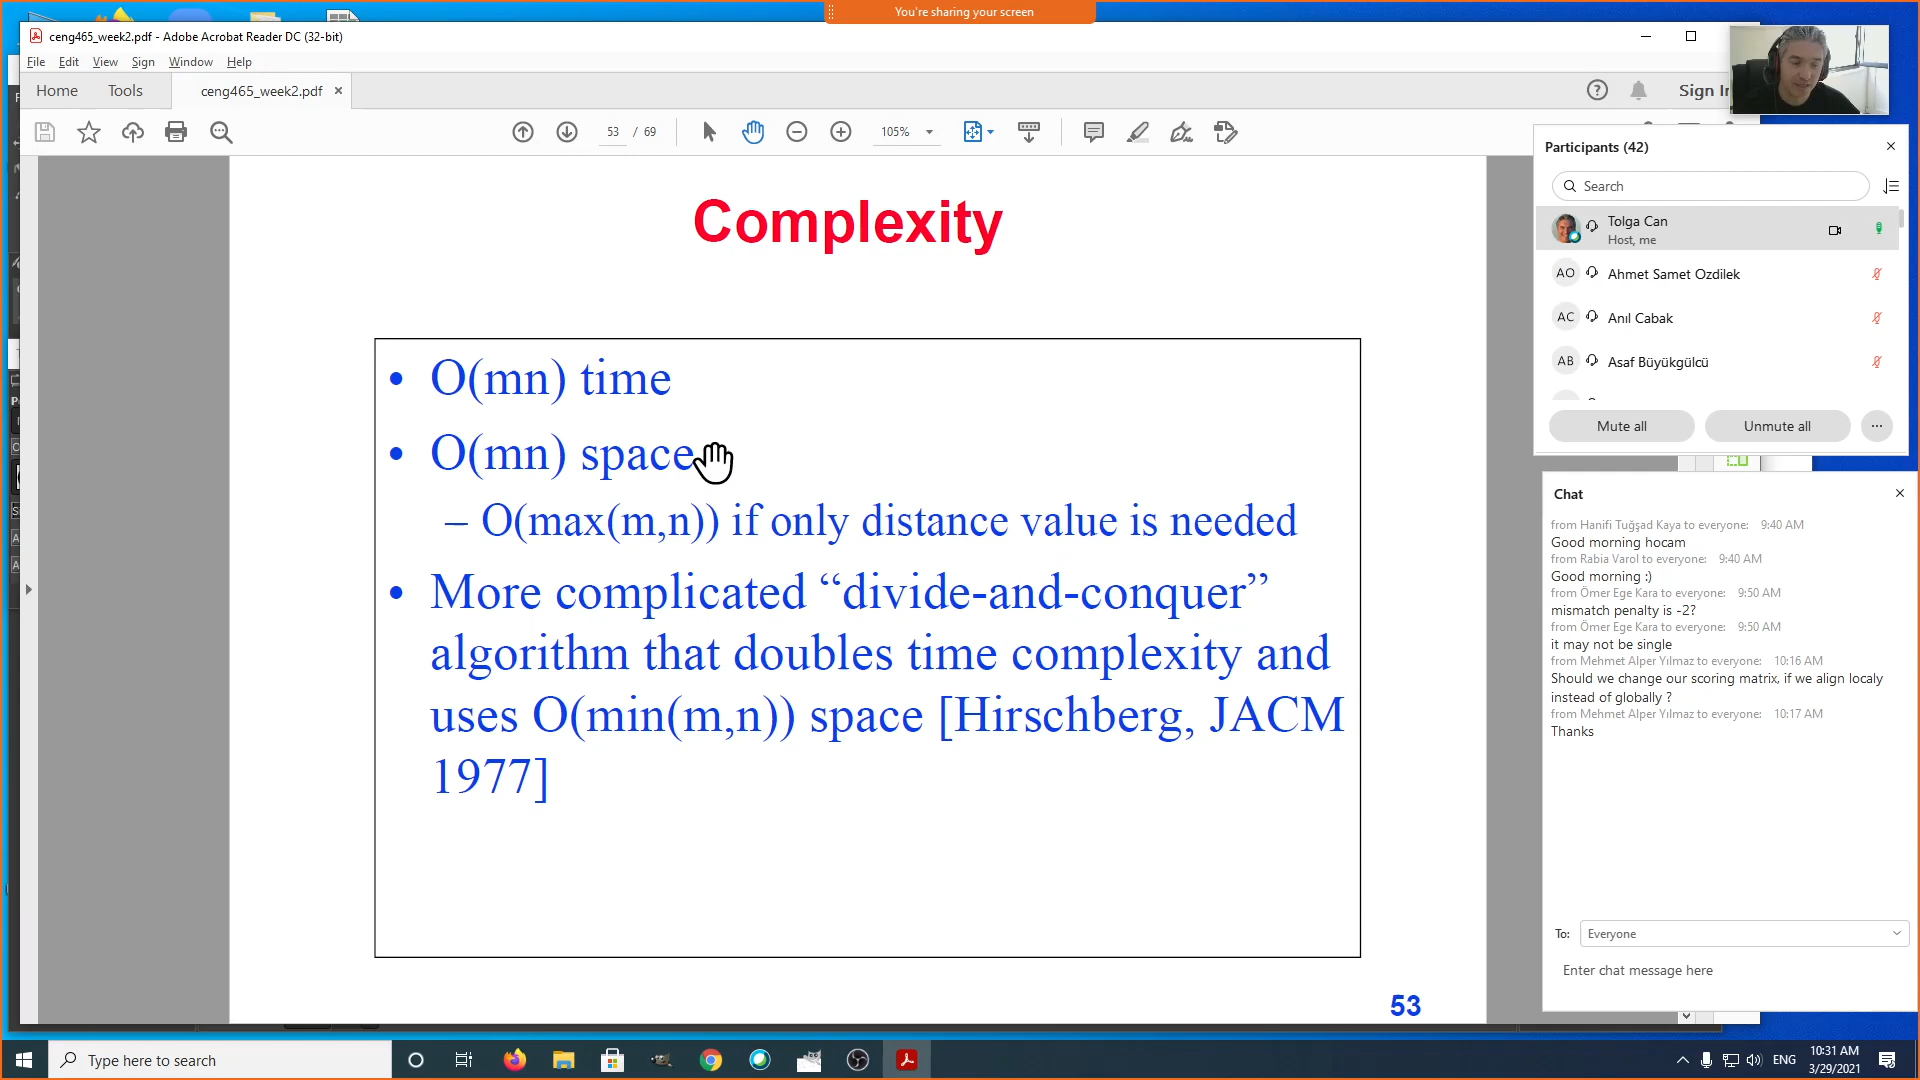 You're sharing your screen
ceng465_week2.pdf - Adobe Acrobat Reader DC (32-bit)
File Edit View Sign Window Help
Home Tools ceng465_week2.pdf × Sign In
53 / 69 105%
Complexity
• O(mn) time
• O(mn) space
– O(max(m,n)) if only distance value is needed
• More complicated “divide-and-conquer”
algorithm that doubles time complexity and
uses O(min(m,n)) space [Hirschberg, JACM
1977]
53
Participants (42)
Search
Tolga Can
Host, me
AO Ahmet Samet Ozdilek
AC Anıl Cabak
AB Asaf Büyükgülcü
Mute all Unmute all ...
Chat
from Hanifi Tuğşad Kaya to everyone: 9:40 AM
Good morning hocam
from Rabia Varol to everyone: 9:40 AM
Good morning :)
from Ömer Ege Kara to everyone: 9:50 AM
mismatch penalty is -2?
from Ömer Ege Kara to everyone: 9:50 AM
it may not be single
from Mehmet Alper Yılmaz to everyone: 10:16 AM
Should we change our scoring matrix, if we align localy
instead of globally ?
from Mehmet Alper Yılmaz to everyone: 10:17 AM
Thanks
To: Everyone
Enter chat message here
Type here to search
ENG
10:31 AM
3/29/2021